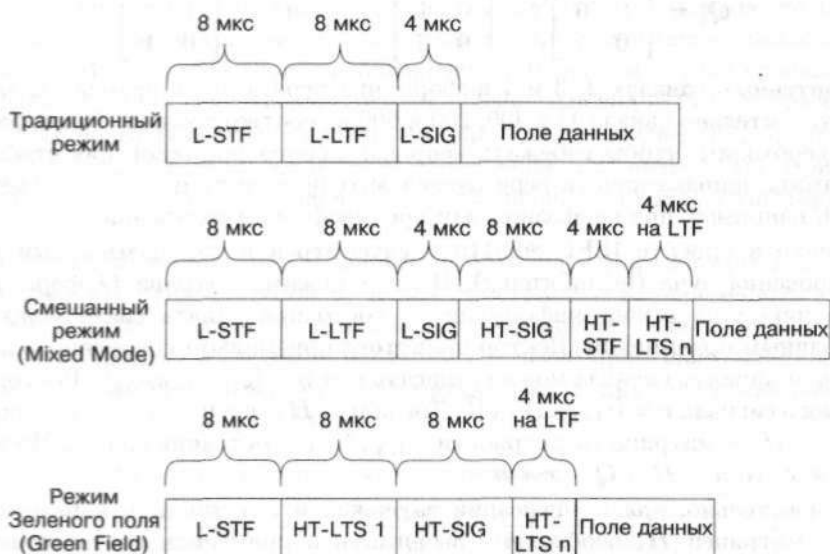 8 мкс 8 мкс 4 мкс
Традиционный режим
L-STF L-LTF L-SIG Поле данных
8 мкс 8 мкс 4 мкс 8 мкс 4 мкс 4 мкс на LTF
Смешанный режим (Mixed Mode)
L-STF L-LTF L-SIG HT-SIG HT-STF HT-LTS n Поле данных
8 мкс 8 мкс 8 мкс 4 мкс на LTF
Режим Зеленого поля (Green Field)
L-STF HT-LTS 1 HT-SIG HT-LTS n Поле данных